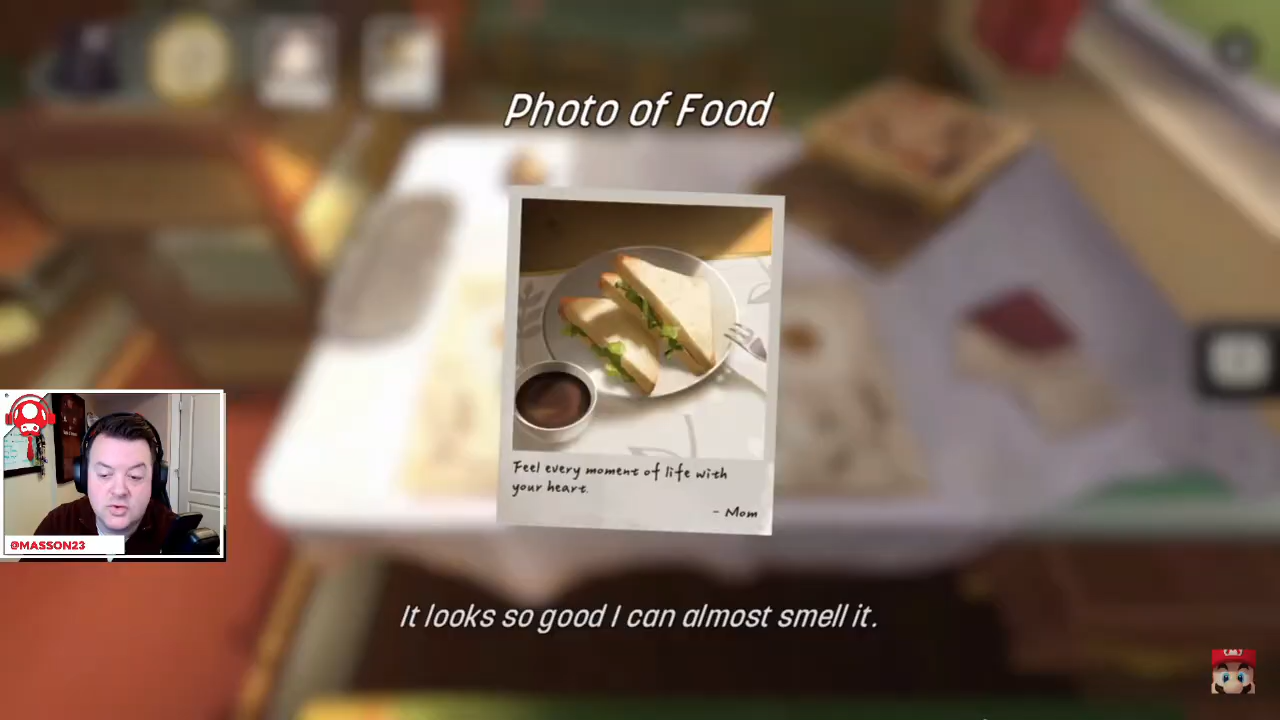 Photo of Food
Feel every moment of life with
your heart.
- Mom
@MASSON23
It looks so good I can almost smell it.